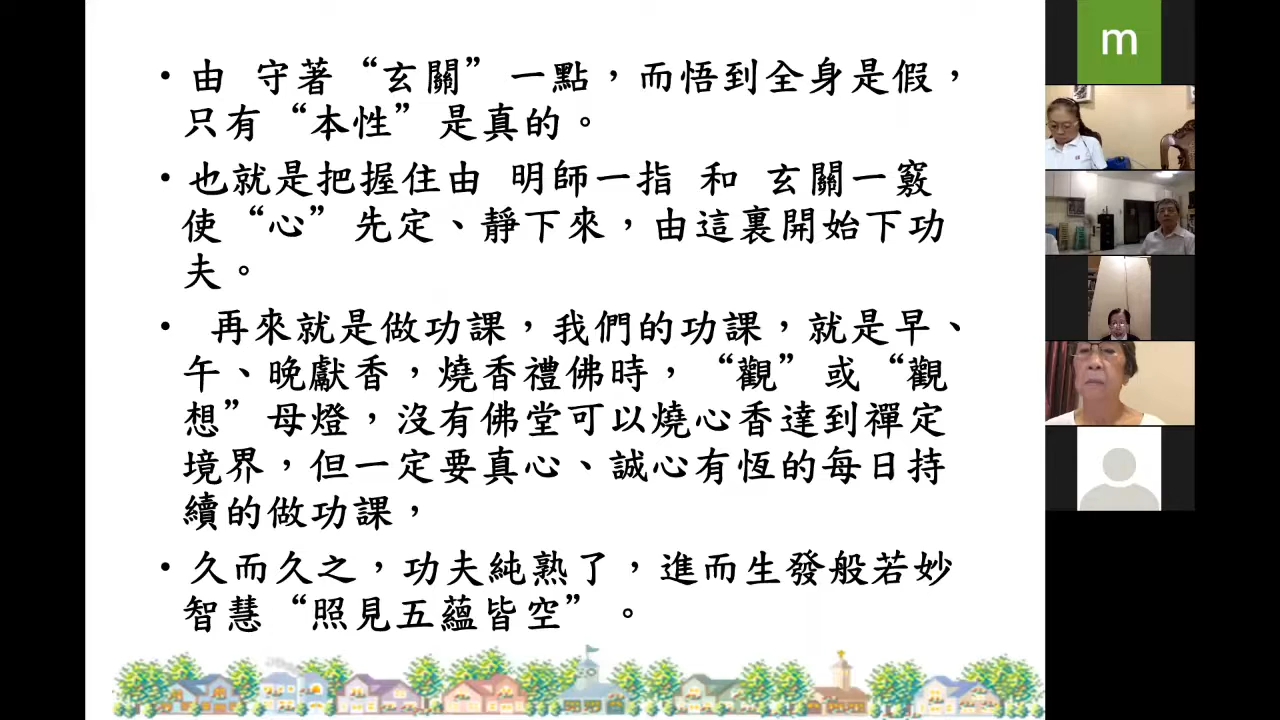 • 由 守著“玄關”一點，而悟到全身是假，
只有“本性”是真的。
• 也就是把握住由 明師一指 和 玄關一竅
使“心”先定、靜下來，由這裏開始下功
夫。
• 再來就是做功課，我們的功課，就是早、
午、晚獻香，燒香禮佛時，“觀”或“觀
想”母燈，沒有佛堂可以燒心香達到禪定
境界，但一定要真心、誠心有恆的每日持
續的做功課，
• 久而久之，功夫純熟了，進而生發般若妙
智慧“照見五蘊皆空”。
m